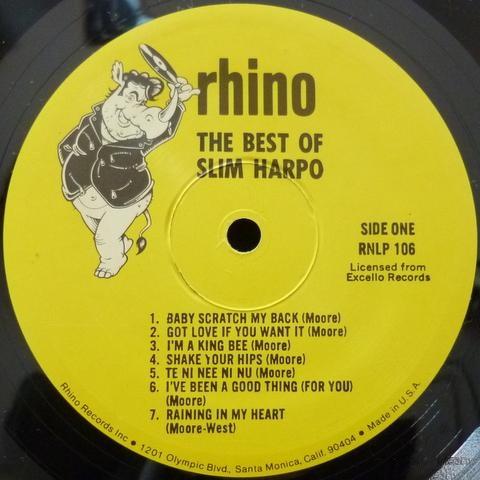 rhino
THE BEST OF
SLIM HARPO
SIDE ONE
RNLP 106
Licensed from
Excello Records
1. BABY SCRATCH MY BACK (Moore)
2. GOT LOVE IF YOU WANT IT (Moore)
3. I'M A KING BEE (Moore)
4. SHAKE YOUR HIPS (Moore)
5. TE NI NEE NI NU (Moore)
6. I'VE BEEN A GOOD THING (FOR YOU)
(Moore)
7. RAINING IN MY HEART
(Moore-West)
Rhino Records Inc • 1201 Olympic Blvd., Santa Monica, Calif. 90404 • Made in U.S.A.